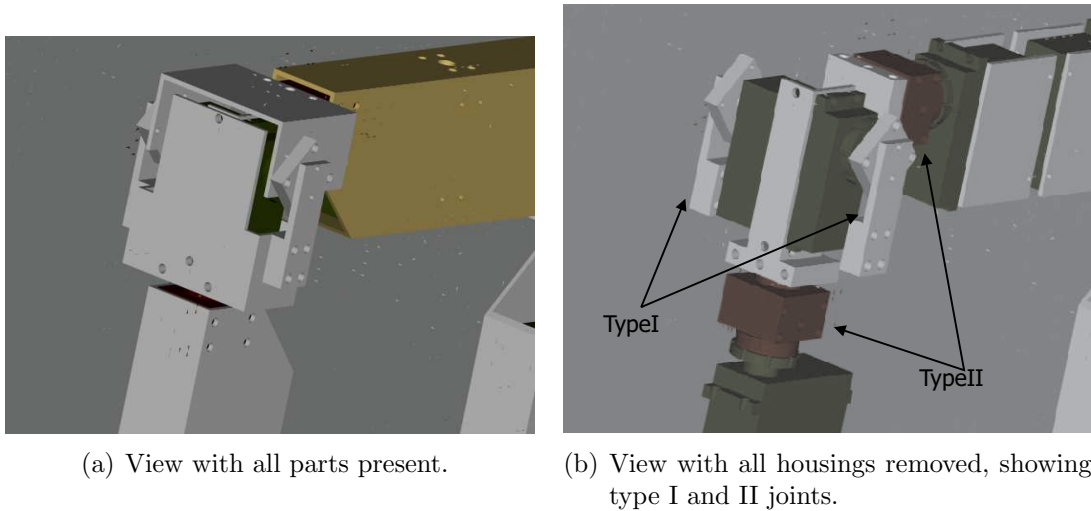 TypeI
TypeII
(a) View with all parts present.
(b) View with all housings removed, showing
type I and II joints.